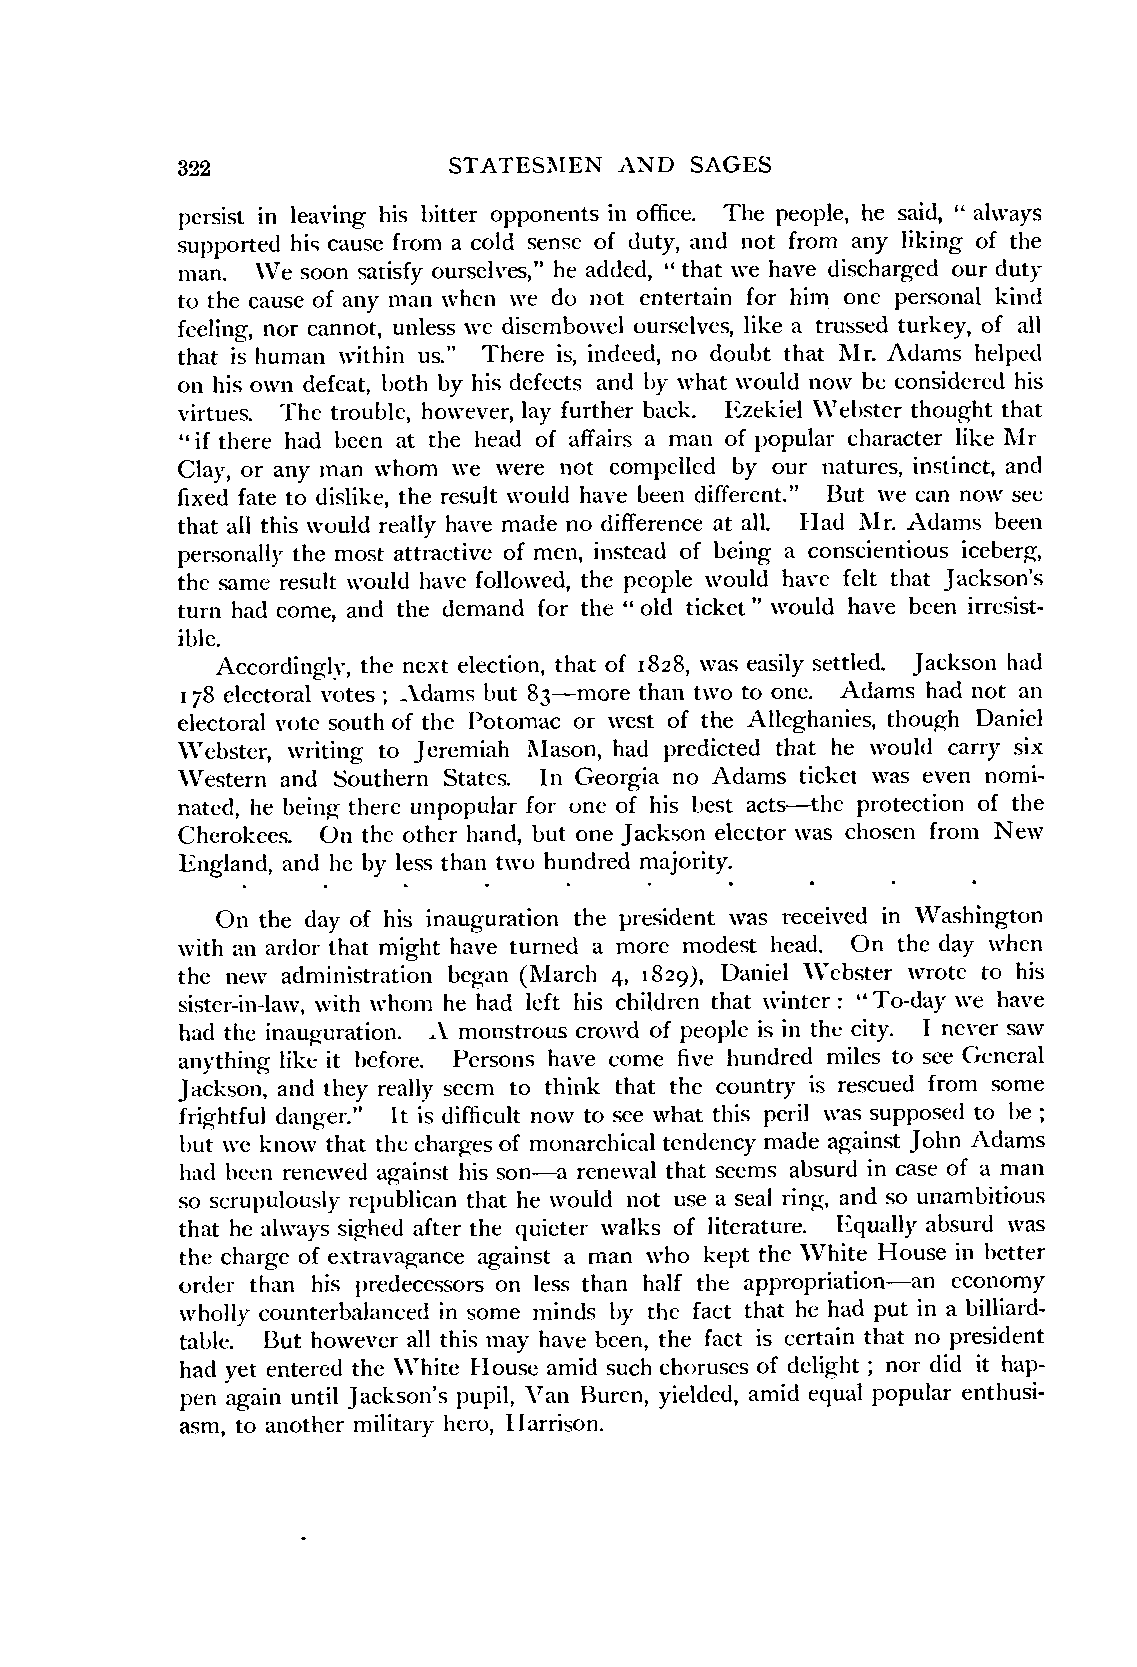 322 STATESMEN AND SAGES
persist in leaving his bitter opponents in office. The people, he said, “ always
supported his cause from a cold sense of duty, and not from any liking of the
man. We soon satisfy ourselves,” he added, “ that we have discharged our duty
to the cause of any man when we do not entertain for him one personal kind
feeling, nor cannot, unless we disembowel ourselves, like a trussed turkey, of all
that is human within us.” There is, indeed, no doubt that Mr. Adams helped
on his own defeat, both by his defects and by what would now be considered his
virtues. The trouble, however, lay further back. Ezekiel Webster thought that
“if there had been at the head of affairs a man of popular character like Mr
Clay, or any man whom we were not compelled by our natures, instinct, and
fixed fate to dislike, the result would have been different.” But we can now see
that all this would really have made no difference at all. Had Mr. Adams been
personally the most attractive of men, instead of being a conscientious iceberg,
the same result would have followed, the people would have felt that Jackson's
turn had come, and the demand for the “ old ticket ” would have been irresist-
ible.
Accordingly, the next election, that of 1828, was easily settled. Jackson had
178 electoral votes ; Adams but 83—more than two to one. Adams had not an
electoral vote south of the Potomac or west of the Alleghanies, though Daniel
Webster, writing to Jeremiah Mason, had predicted that he would carry six
Western and Southern States. In Georgia no Adams ticket was even nomi-
nated, he being there unpopular for one of his best acts—the protection of the
Cherokees. On the other hand, but one Jackson elector was chosen from New
England, and he by less than two hundred majority.
. . . . . . . . . .
On the day of his inauguration the president was received in Washington
with an ardor that might have turned a more modest head. On the day when
the new administration began (March 4, 1829), Daniel Webster wrote to his
sister-in-law, with whom he had left his children that winter : “To-day we have
had the inauguration. A monstrous crowd of people is in the city. I never saw
anything like it before. Persons have come five hundred miles to see General
Jackson, and they really seem to think that the country is rescued from some
frightful danger.” It is difficult now to see what this peril was supposed to be ;
but we know that the charges of monarchical tendency made against John Adams
had been renewed against his son—a renewal that seems absurd in case of a man
so scrupulously republican that he would not use a seal ring, and so unambitious
that he always sighed after the quieter walks of literature. Equally absurd was
the charge of extravagance against a man who kept the White House in better
order than his predecessors on less than half the appropriation—an economy
wholly counterbalanced in some minds by the fact that he had put in a billiard-
table. But however all this may have been, the fact is certain that no president
had yet entered the White House amid such choruses of delight ; nor did it hap-
pen again until Jackson's pupil, Van Buren, yielded, amid equal popular enthusi-
asm, to another military hero, Harrison.